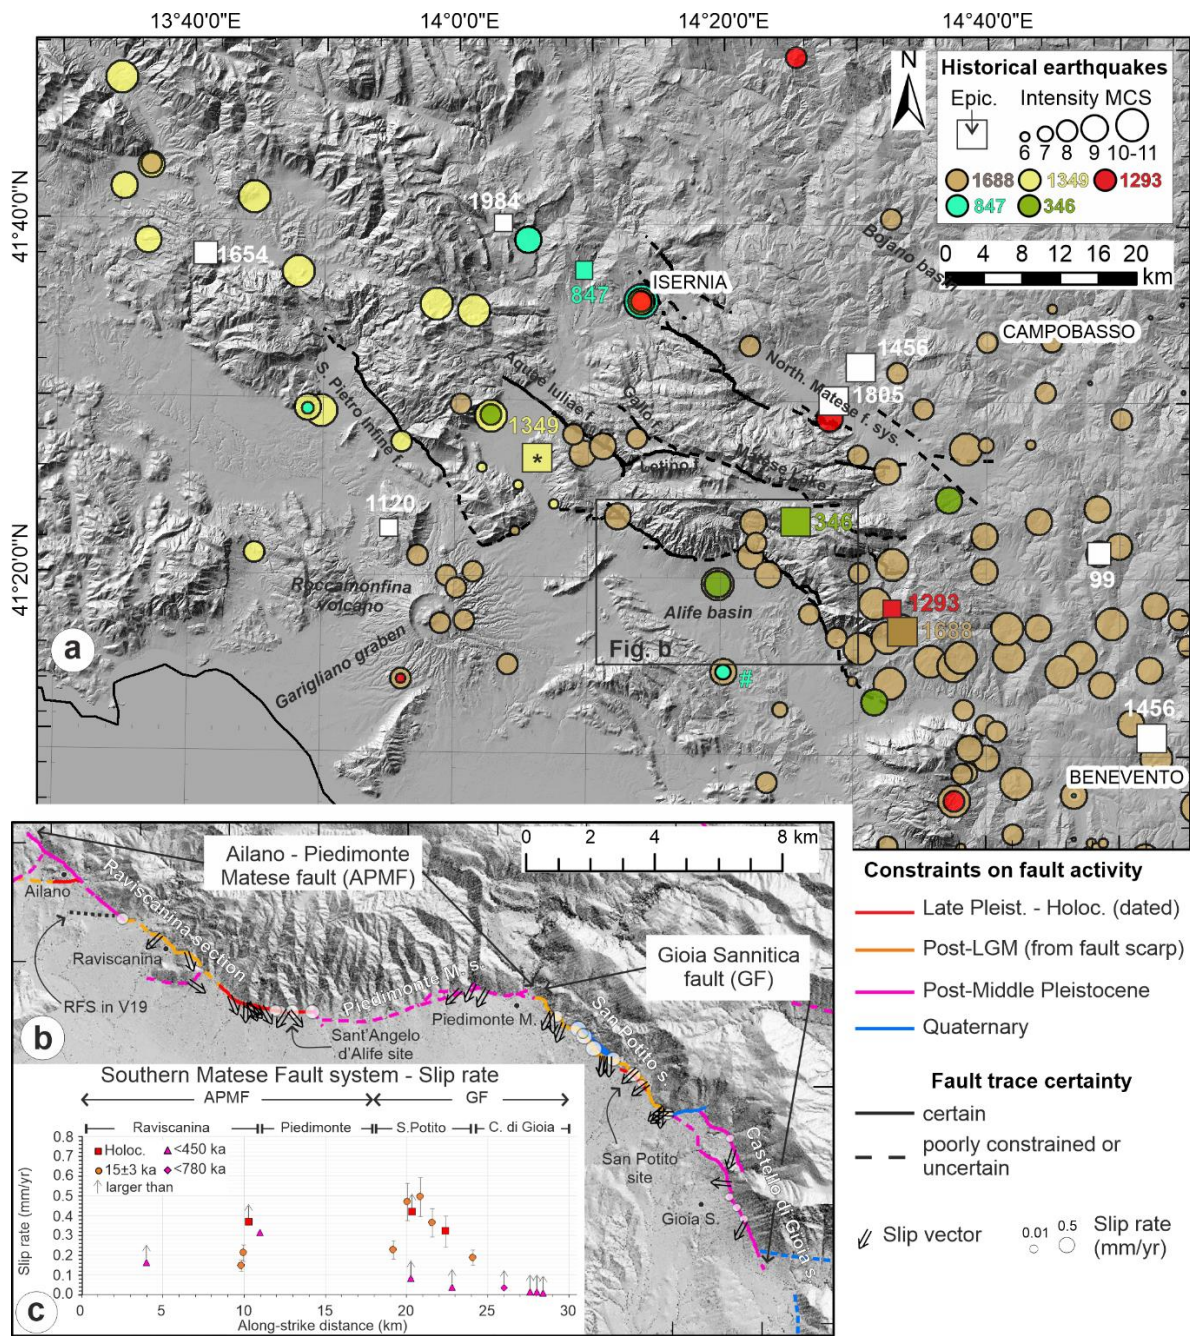 13°40'0"E 14°0'0"E 14°20'0"E 14°40'0"E
41°40'0"N
41°20'0"N
N
Historical earthquakes
Epic. Intensity MCS
6 7 8 9 10-11
1688 1349 1293
847 346
0 4 8 12 16 20
km
1984
1654
847
ISERNIA
Bojano basin
CAMPOBASSO
1456
1805
North. Matese f. sys.
S. Pietro Infine f.
Aquae Iuliae f.
Gallo
Letino f.
Matese Lake f.
1349
*
1120
346
99
Roccamonfina
volcano
Alife basin
1293
1688
Fig. b
Garigliano graben
#
1456
BENEVENTO
a
0 2 4 8 km
Ailano - Piedimonte
Matese fault (APMF)
Ailano
Raviscanina section
Raviscanina
RFS in V19
Sant'Angelo
d'Alife site
Piedimonte M. s.
Piedimonte M.
Gioia Sannitica
fault (GF)
San Potito s.
San Potito
site
Castello di Gioia s.
Gioia S.
b
Southern Matese Fault system - Slip rate
APMF GF
Raviscanina Piedimonte S.Potito C. di Gioia
Holoc. <450 ka
15±3 ka <780 ka
larger than
Slip rate (mm/yr)
0.8
0.7
0.6
0.5
0.4
0.3
0.2
0.1
0.0
0 5 10 15 20 25 30
Along-strike distance (km)
c
Constraints on fault activity
Late Pleist. - Holoc. (dated)
Post-LGM (from fault scarp)
Post-Middle Pleistocene
Quaternary
Fault trace certainty
certain
poorly constrained or
uncertain
Slip vector
0.01 0.5 Slip rate
(mm/yr)